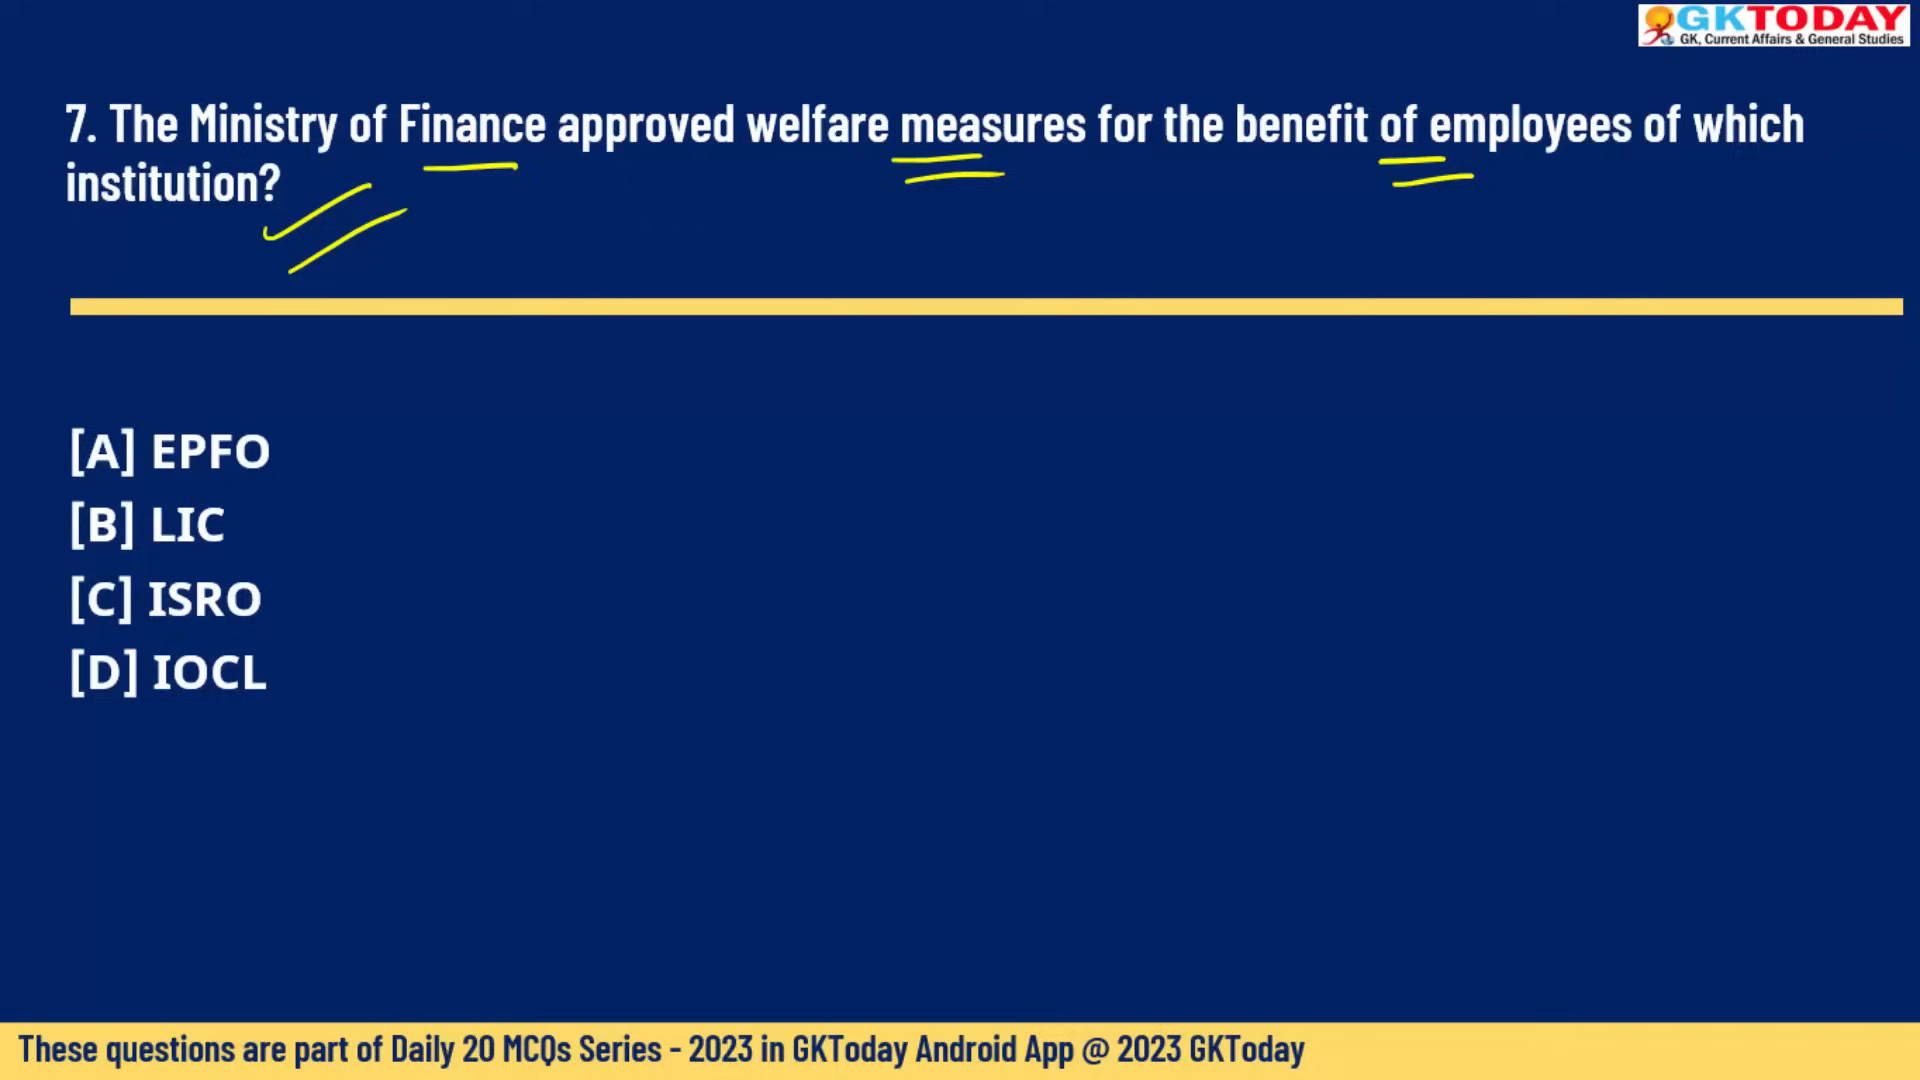 GKTODAY
GK, Current Affairs & General Studies
7. The Ministry of Finance approved welfare measures for the benefit of employees of which
institution?
[A] EPFO
[B] LIC
[C] ISRO
[D] IOCL
These questions are part of Daily 20 MCQs Series - 2023 in GKToday Android App @ 2023 GKToday